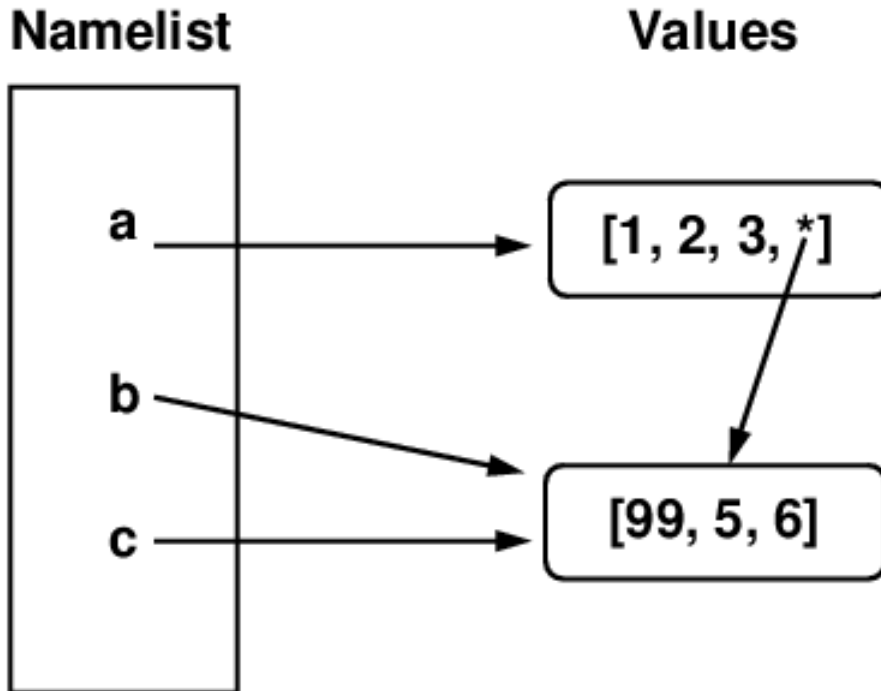 Namelist Values
a [1, 2, 3, *]
b
[99, 5, 6]
c